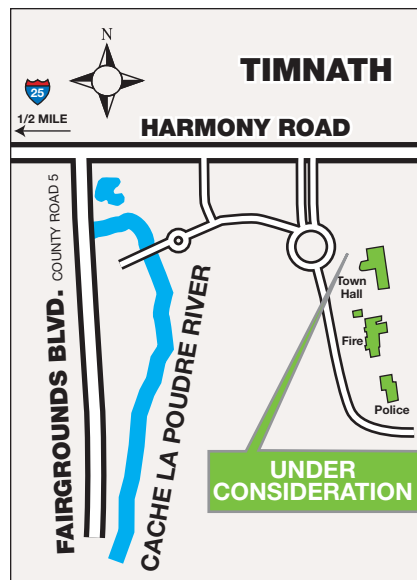 N
TIMNATH
25
1/2 MILE
HARMONY ROAD
FAIRGROUNDS BLVD. COUNTY ROAD 5
CACHE LA POUDRE RIVER
Town
Hall
Fire
Police
UNDER
CONSIDERATION